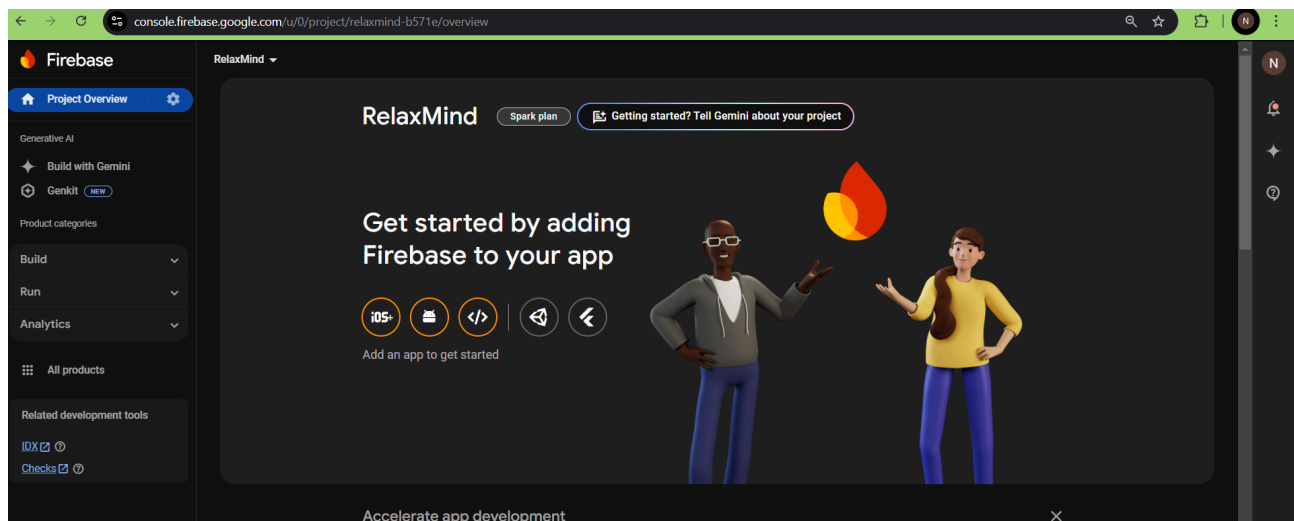 console.firebase.google.com/u/0/project/relaxmind-b571e/overview
N
Firebase
RelaxMind
N
Project Overview
RelaxMind
Spark plan
Getting started? Tell Gemini about your project
Generative AI
Build with Gemini
Genkit
NEW
Product categories
Build
Run
Analytics
All products
Related development tools
IDX
Checks
Get started by adding
Firebase to your app
iOS+
</>
Add an app to get started
Accelerate app development